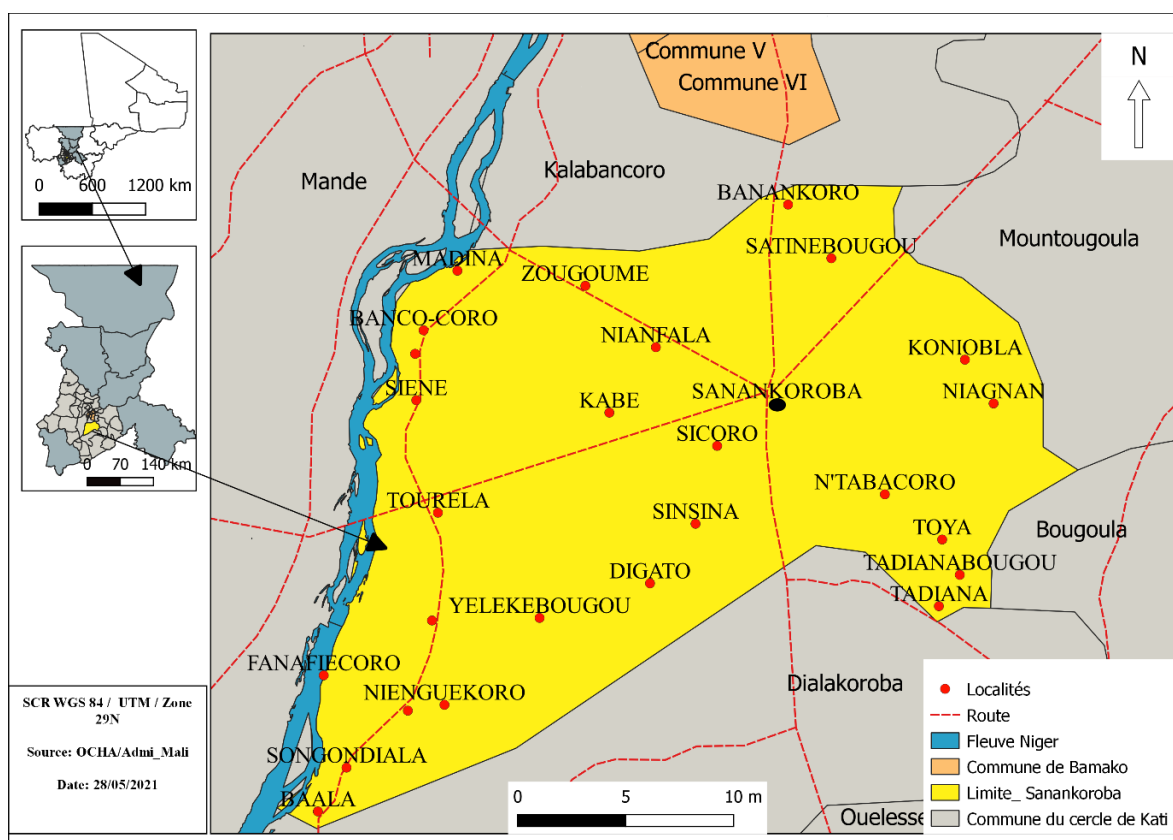 0 600 1200 km
0 70 140 km
SCR WGS 84 / UTM / Zone
29N
Source: OCHA/Admi_Mali
Date: 28/05/2021
Commune V
Commune VI
N
Mande
Kalabancoro
BANANKORO
SATINEBOUGOU
Mountougoula
MADINA
ZOUGOUME
BANCO-CORO
NIANFALA
KONIOBLA
SIENE
KABE
SANANKOROBA
NIAGNAN
SICORO
TOURELA
SINSINA
N'TABACORO
TOYA
Bougoula
DIGATO
TADIANABOUGOU
TADIANA
YELEKEBOUGOU
FANAFIECORO
NIENGUEKORO
Dialakoroba
SONGONDIALA
BAALA
0 5 10 m
Ouelesse
Localités
Route
Fleuve Niger
Commune de Bamako
Limite_ Sanankoroba
Commune du cercle de Kati